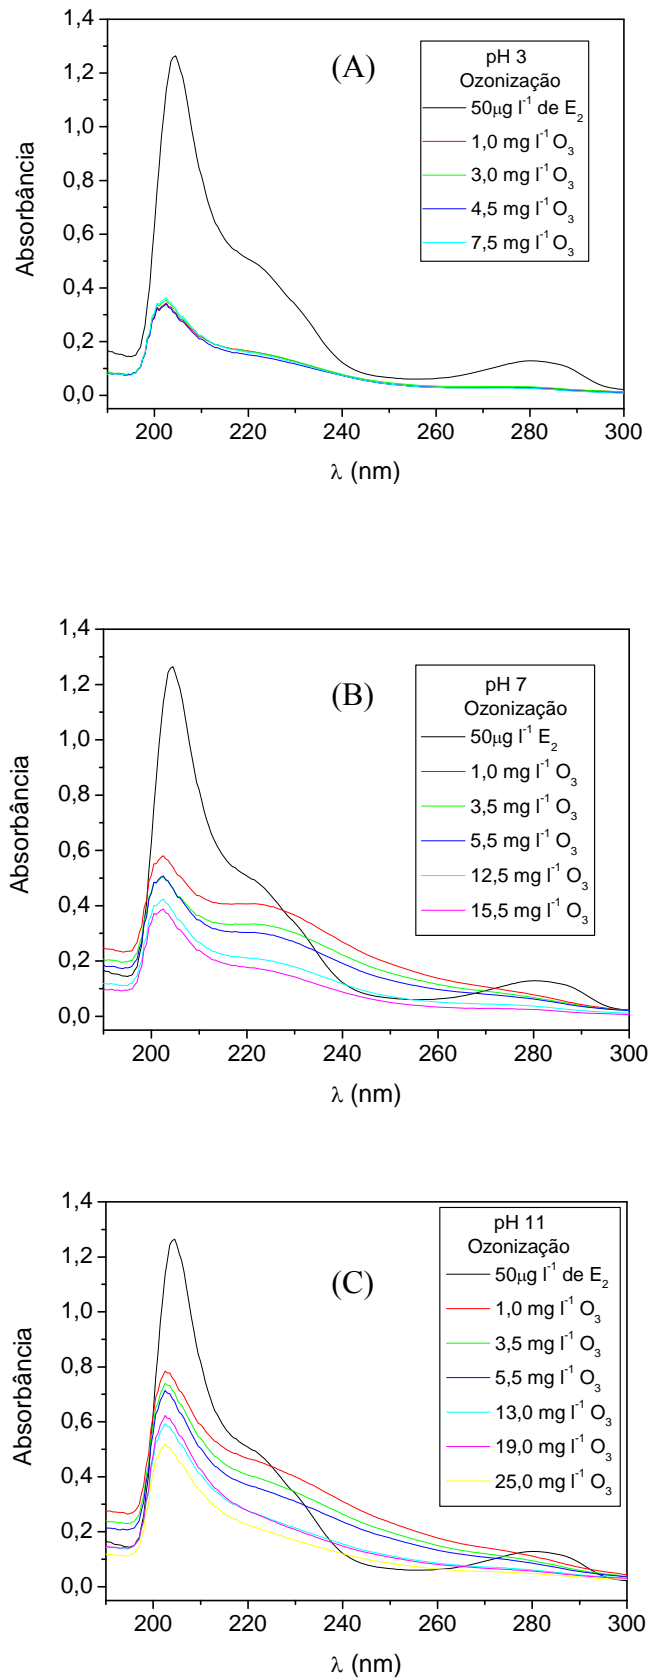 (A)
pH 3
Ozonização
50μg l⁻¹ de E₂
1,0 mg l⁻¹ O₃
3,0 mg l⁻¹ O₃
4,5 mg l⁻¹ O₃
7,5 mg l⁻¹ O₃
Absorbância
1,4
1,2
1,0
0,8
0,6
0,4
0,2
0,0
200 220 240 260 280 300
λ (nm)
(B)
pH 7
Ozonização
50μg l⁻¹ E₂
1,0 mg l⁻¹ O₃
3,5 mg l⁻¹ O₃
5,5 mg l⁻¹ O₃
12,5 mg l⁻¹ O₃
15,5 mg l⁻¹ O₃
Absorbância
1,4
1,2
1,0
0,8
0,6
0,4
0,2
0,0
200 220 240 260 280 300
λ (nm)
(C)
pH 11
Ozonização
50μg l⁻¹ de E₂
1,0 mg l⁻¹ O₃
3,5 mg l⁻¹ O₃
5,5 mg l⁻¹ O₃
13,0 mg l⁻¹ O₃
19,0 mg l⁻¹ O₃
25,0 mg l⁻¹ O₃
Absorbância
1,4
1,2
1,0
0,8
0,6
0,4
0,2
0,0
200 220 240 260 280 300
λ (nm)